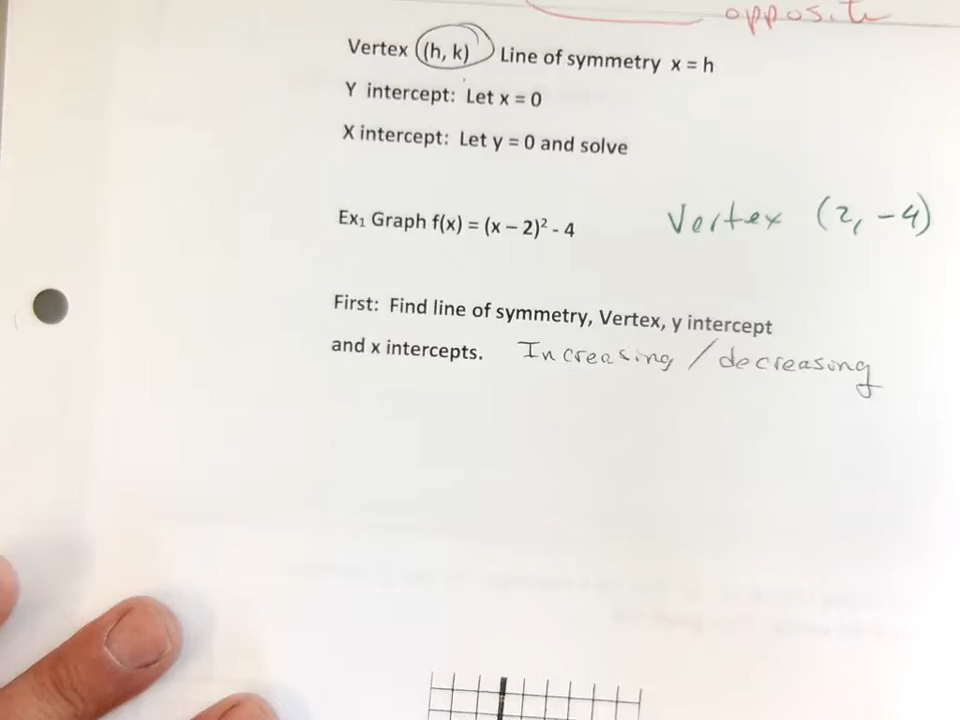 opposite
Vertex (h, k) Line of symmetry x = h
Y intercept: Let x = 0
X intercept: Let y = 0 and solve
Ex₁ Graph f(x) = (x – 2)² - 4 Vertex (2, -4)
First: Find line of symmetry, Vertex, y intercept
and x intercepts. Increasing / decreasing